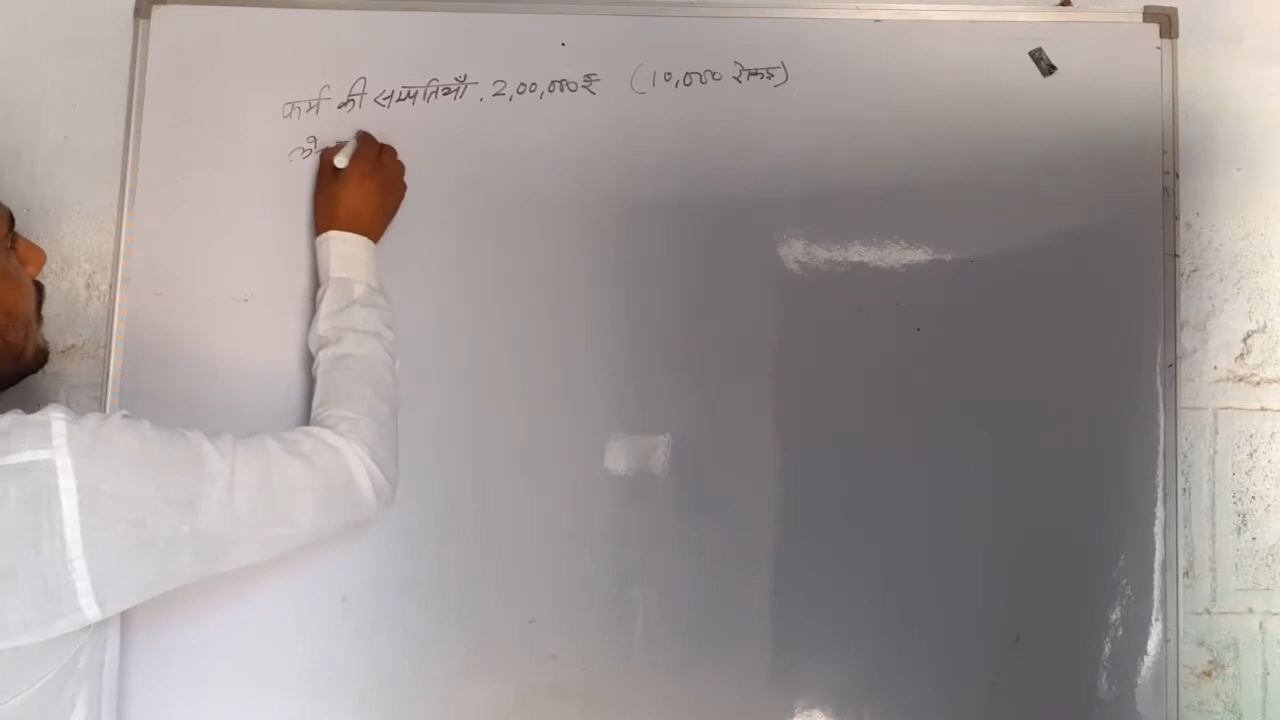 फर्म की सम्पतियाँ . 2,00,000₹ (10,000 रोकड़)